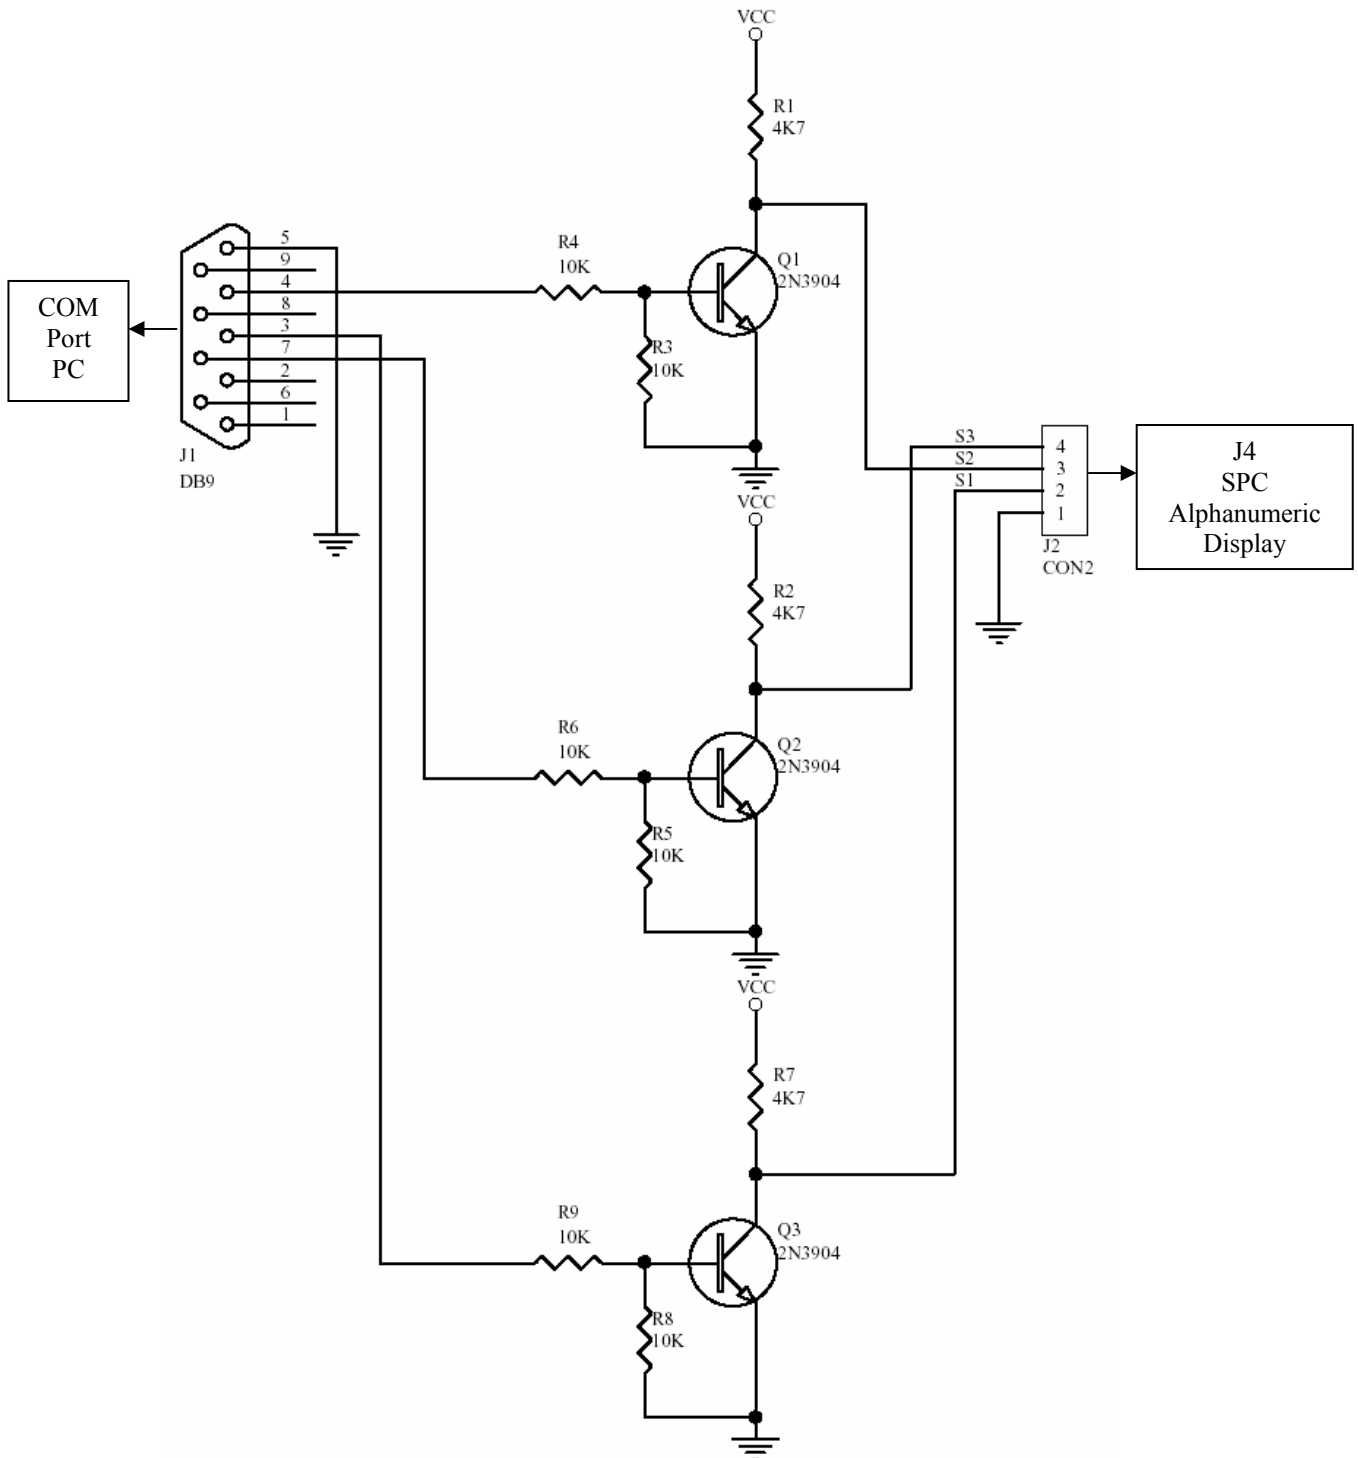 VCC
R1
4K7
5
9
4
8
3
7
2
6
1
J1
DB9
COM
Port
PC
R4
10K
Q1
2N3904
R3
10K
S3
S2
S1
4
3
2
1
J2
CON2
J4
SPC
Alphanumeric
Display
VCC
R2
4K7
R6
10K
Q2
2N3904
R5
10K
VCC
R7
4K7
R9
10K
Q3
2N3904
R8
10K